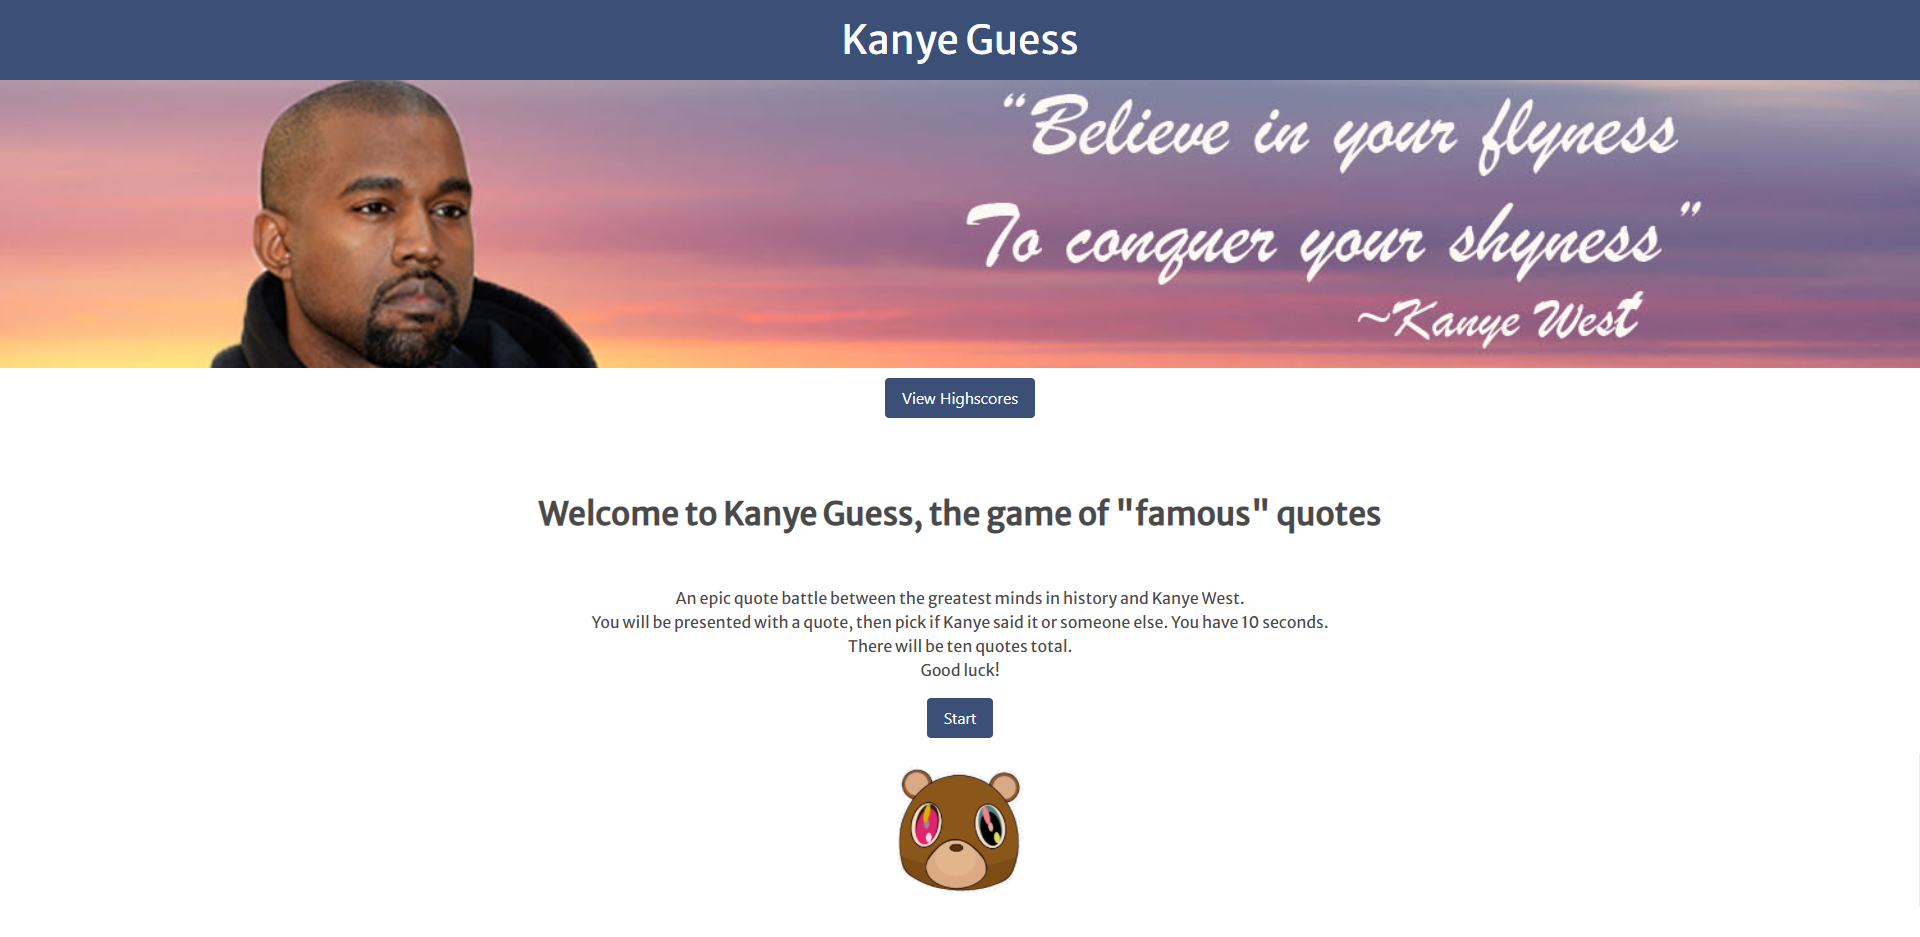 Kanye Guess
“Believe in your flyness
To conquer your shyness”
~Kanye West
View Highscores
Welcome to Kanye Guess, the game of "famous" quotes
An epic quote battle between the greatest minds in history and Kanye West.
You will be presented with a quote, then pick if Kanye said it or someone else. You have 10 seconds.
There will be ten quotes total.
Good luck!
Start